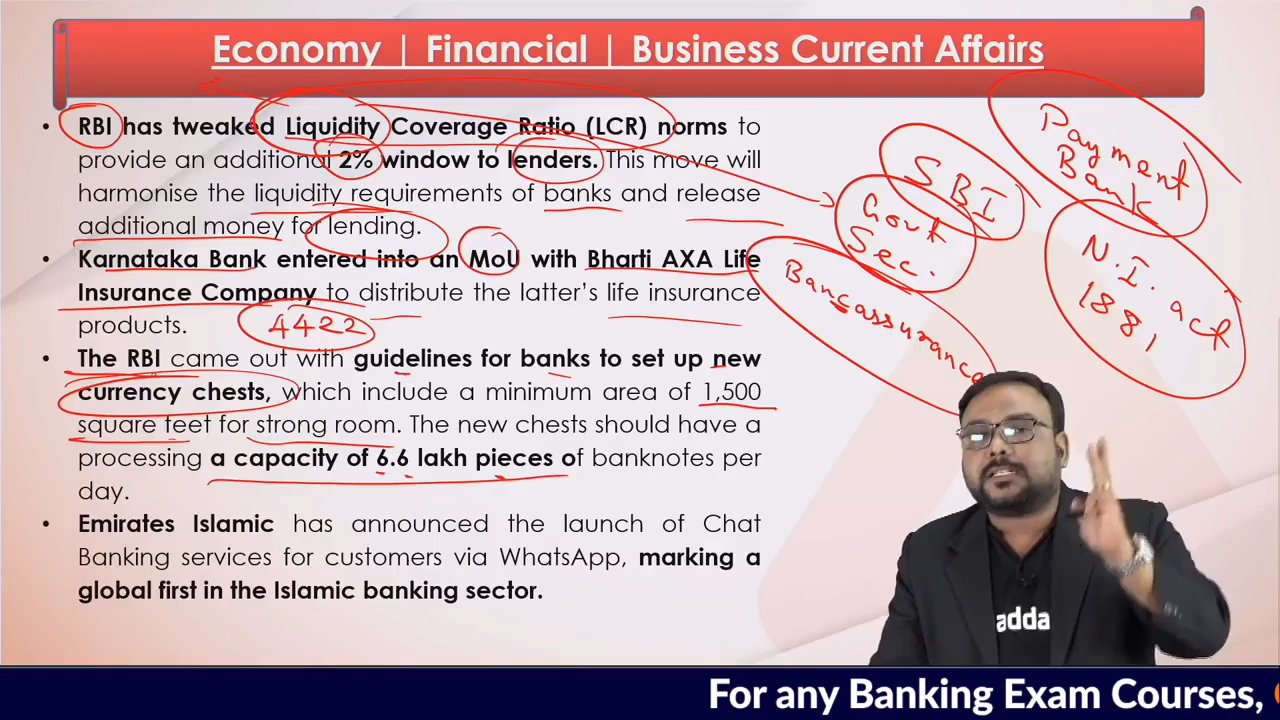 Economy | Financial | Business Current Affairs
• RBI has tweaked Liquidity Coverage Ratio (LCR) norms to
provide an additional 2% window to lenders. This move will
harmonise the liquidity requirements of banks and release
additional money for lending.
• Karnataka Bank entered into an MoU with Bharti AXA Life
Insurance Company to distribute the latter's life insurance
products.
4422
• The RBI came out with guidelines for banks to set up new
currency chests, which include a minimum area of 1,500
square feet for strong room. The new chests should have a
processing a capacity of 6.6 lakh pieces of banknotes per
day.
• Emirates Islamic has announced the launch of Chat
Banking services for customers via WhatsApp, marking a
global first in the Islamic banking sector.
Payment
Bank
SBI
Govt
Sec.
N.I. act
1881
Bancassurance
adda
For any Banking Exam Courses,